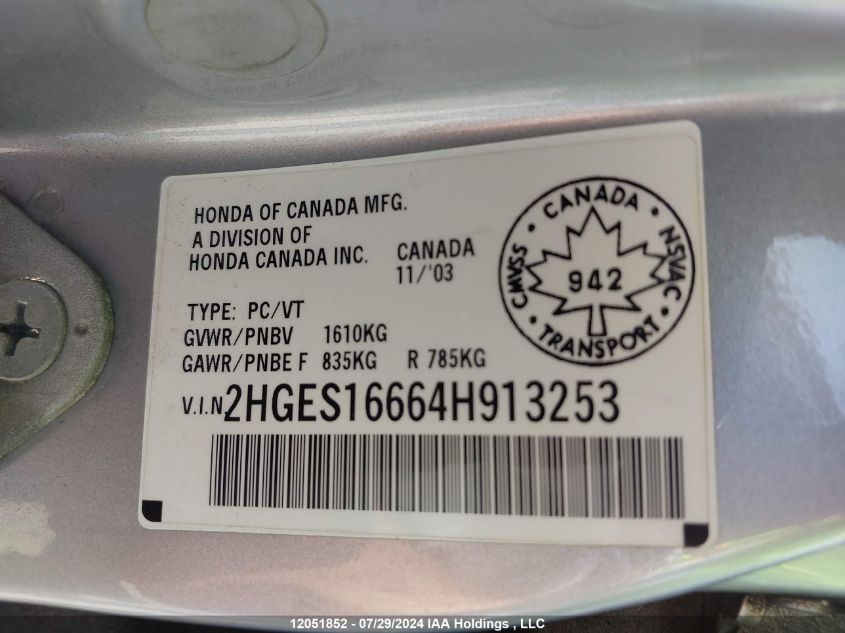 HONDA OF CANADA MFG.
A DIVISION OF
HONDA CANADA INC.
CANADA
11/'03
CANADA
CMVSS
942
NSVAC
TRANSPORT
TYPE: PC/VT
GVWR/PNBV 1610KG
GAWR/PNBE F 835KG R 785KG
V.I.N. 2HGES16664H913253
12051852 - 07/29/2024 IAA Holdings , LLC